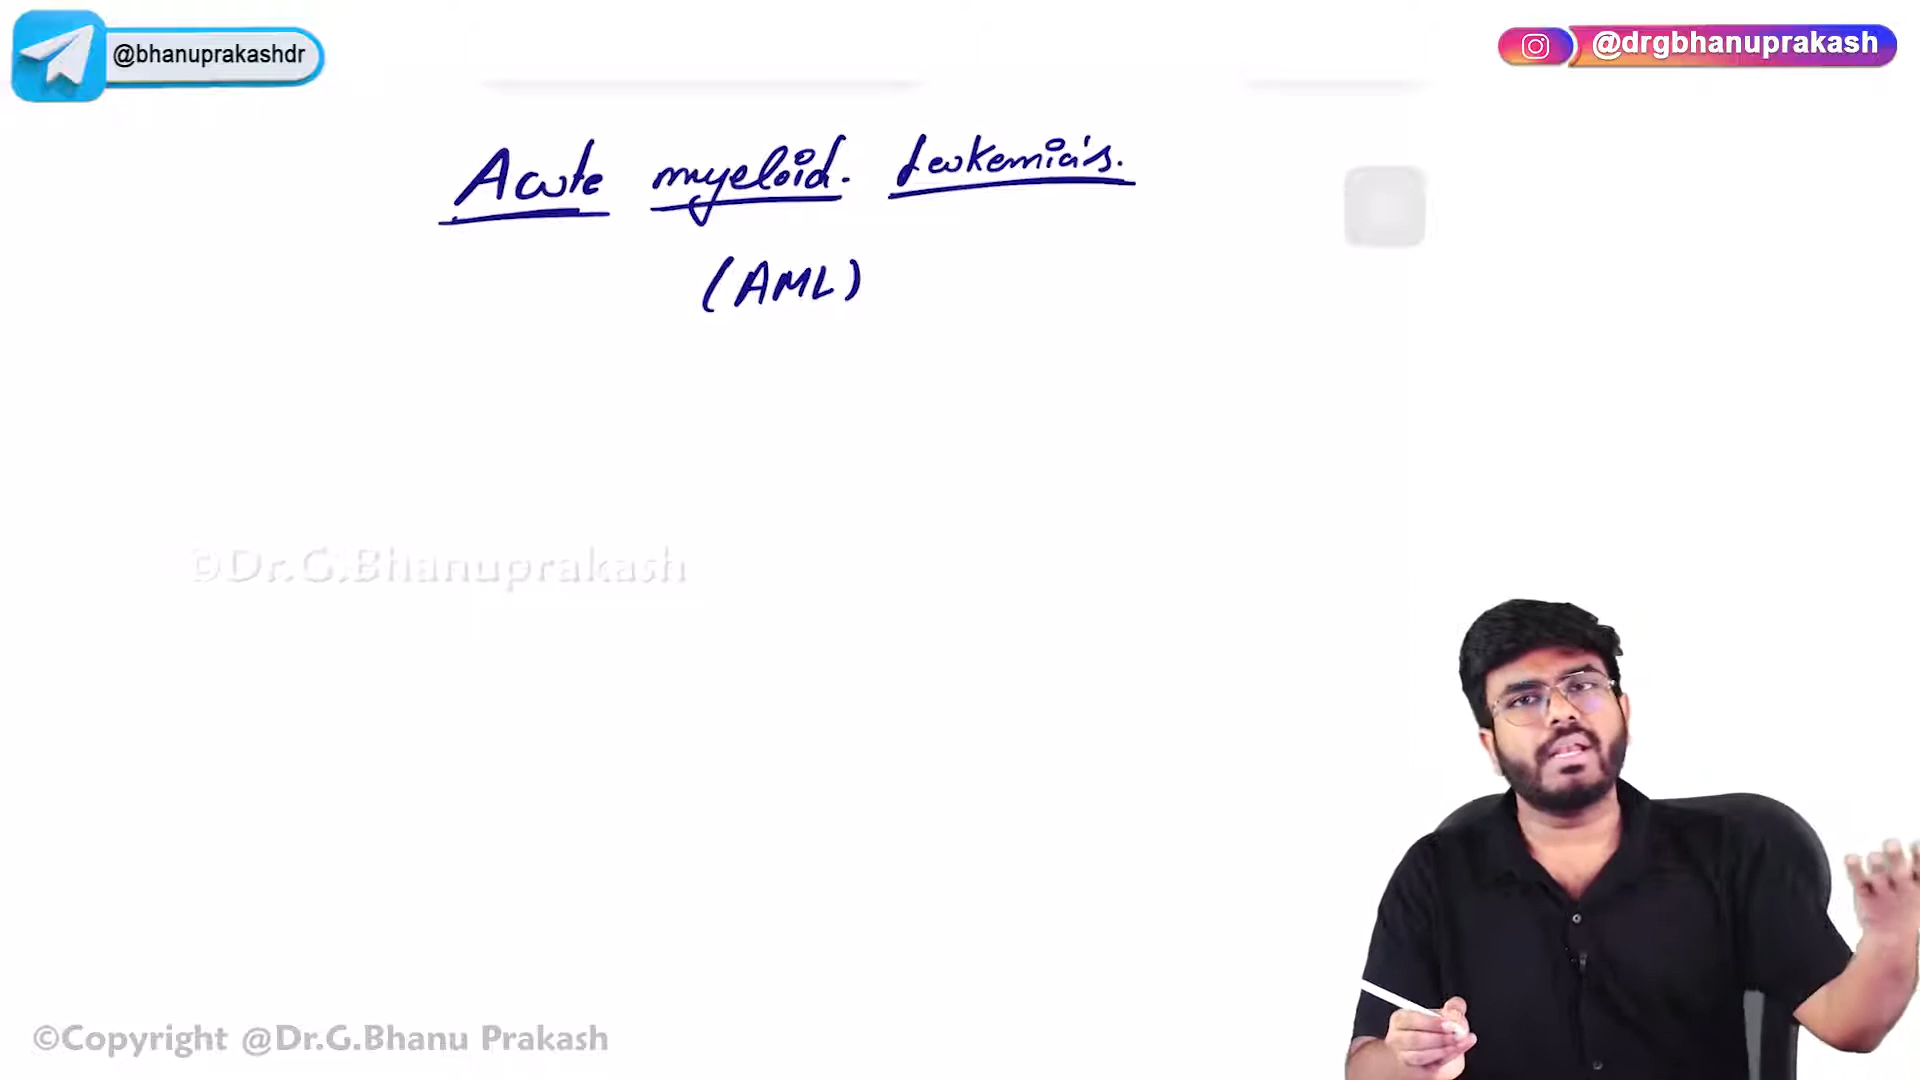 @bhanuprakashdr
@drgbhanuprakash
Acute myeloid. Leukemia's.
(AML)
©Dr.G.Bhanuprakash
©Copyright @Dr.G.Bhanu Prakash